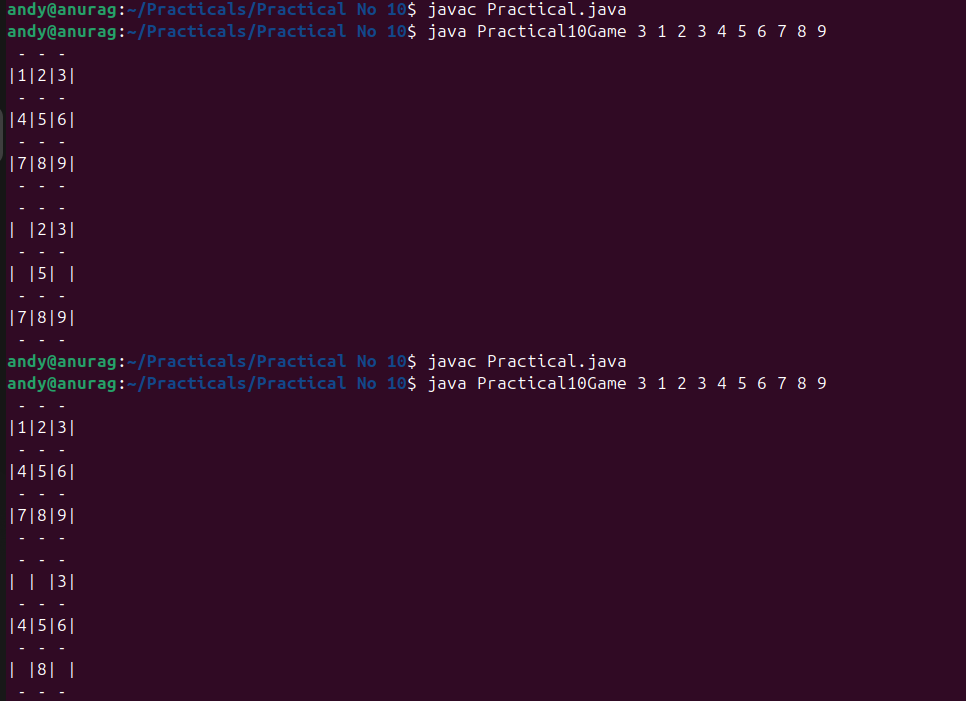 andy@anurag:~/Practicals/Practical No 10$ javac Practical.java
andy@anurag:~/Practicals/Practical No 10$ java Practical10Game 3 1 2 3 4 5 6 7 8 9
 - - -
|1|2|3|
 - - -
|4|5|6|
 - - -
|7|8|9|
 - - -
 - - -
| |2|3|
 - - -
| |5| |
 - - -
|7|8|9|
 - - -
andy@anurag:~/Practicals/Practical No 10$ javac Practical.java
andy@anurag:~/Practicals/Practical No 10$ java Practical10Game 3 1 2 3 4 5 6 7 8 9
 - - -
|1|2|3|
 - - -
|4|5|6|
 - - -
|7|8|9|
 - - -
 - - -
| | |3|
 - - -
|4|5|6|
 - - -
| |8| |
 - - -